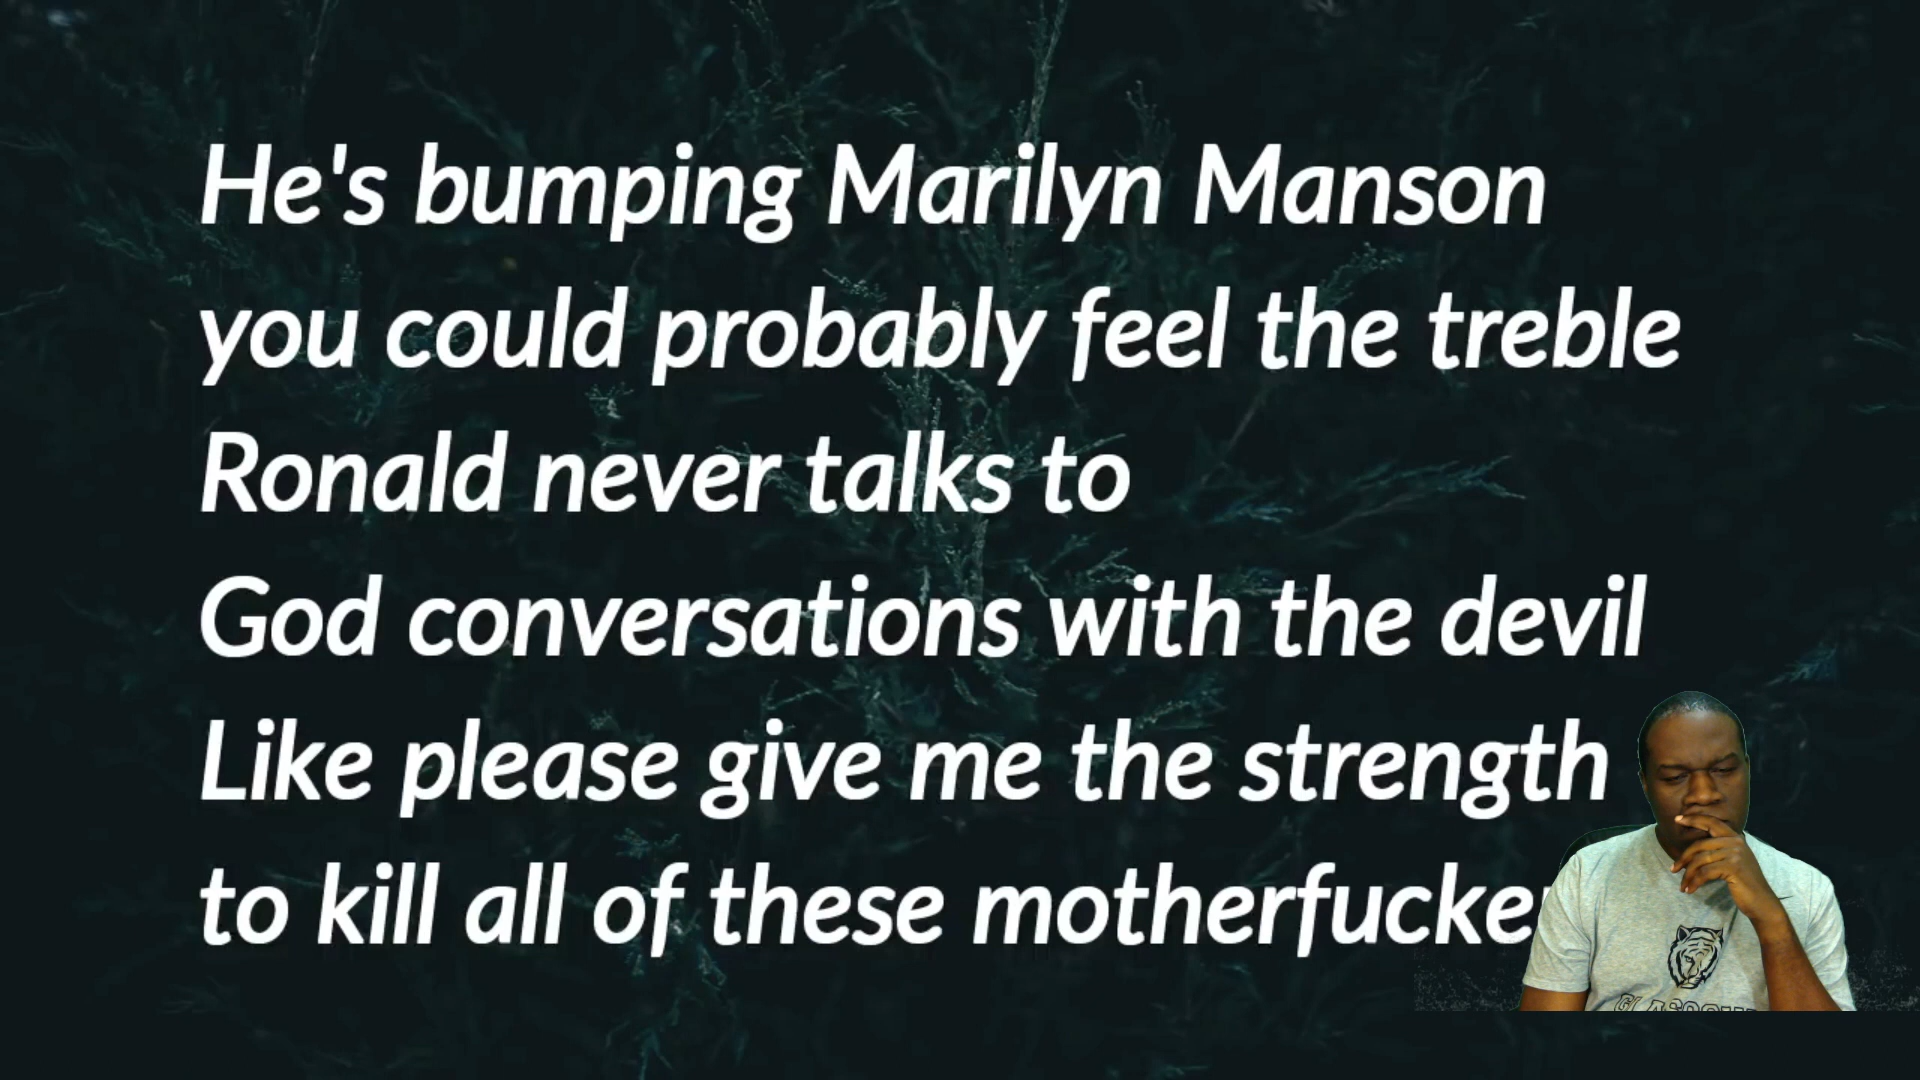 He's bumping Marilyn Manson
you could probably feel the treble
Ronald never talks to
God conversations with the devil
Like please give me the strength
to kill all of these